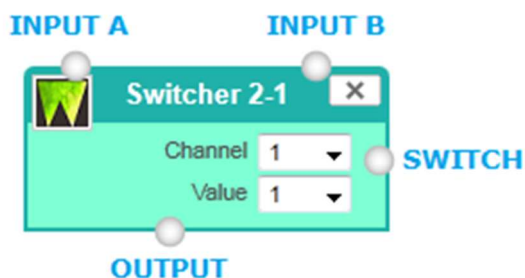 INPUT A INPUT B
Switcher 2-1 ×
Channel 1
SWITCH
Value 1
OUTPUT